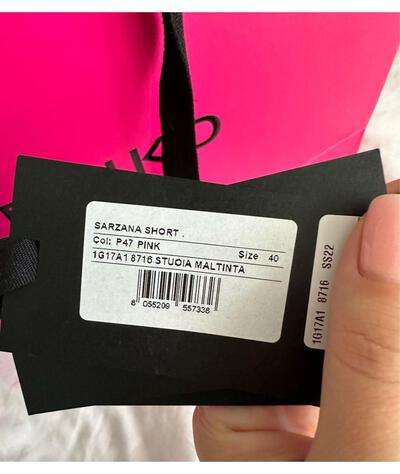 SARZANA SHORT .
Col: P47 PINK Size 40
1G17A1 8716 STUOIA MALTINTA
8 055209 557338
1G17A1 8716 SS22